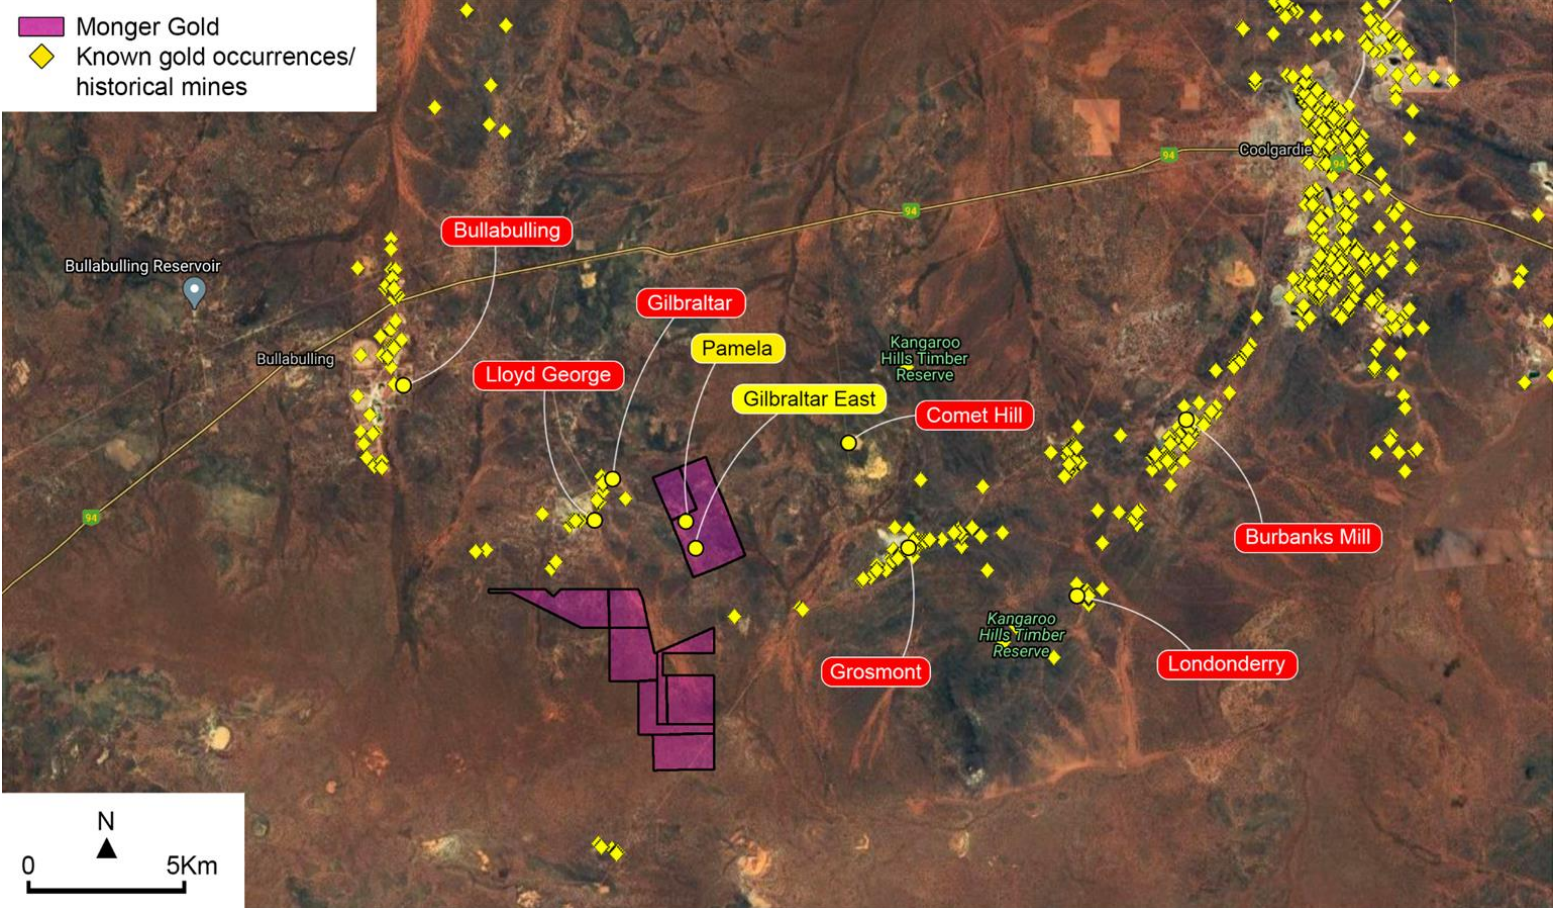 Monger Gold
Known gold occurrences/
historical mines
94
Coolgardie
94
94
Bullabulling
Bullabulling Reservoir
Gilbraltar
Kangaroo
Hills Timber
Reserve
Pamela
Bullabulling
Lloyd George
Gilbraltar East
Comet Hill
94
Burbanks Mill
Kangaroo
Hills Timber
Reserve
Grosmont
Londonderry
N
0 5Km